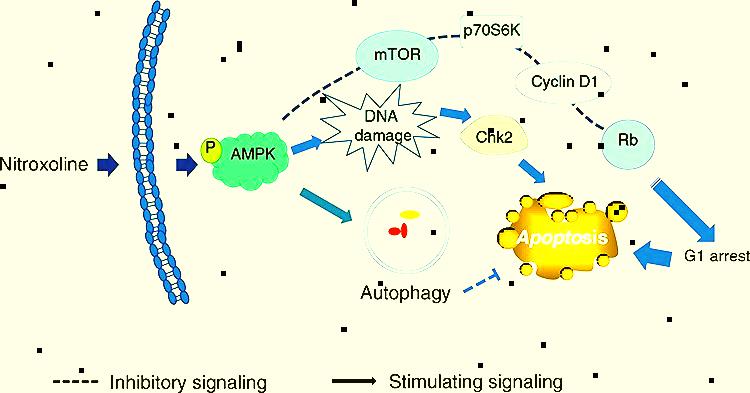 p70S6K
mTOR
Cyclin D1
DNA
damage
Chk2
Rb
P
AMPK
Nitroxoline
Apoptosis
G1 arrest
Autophagy
Inhibitory signaling
Stimulating signaling